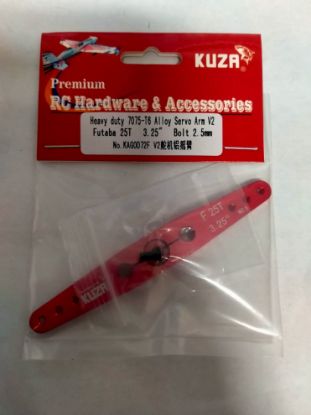 KUZA
Premium
RC Hardware & Accessories
Heavy duty 7075-T6 Alloy Servo Arm V2
Futaba 25T 3.25" Bolt 2.5mm
No.KAG0072F V2舵机铝摇臂
F 25T
3.25"
KUZA